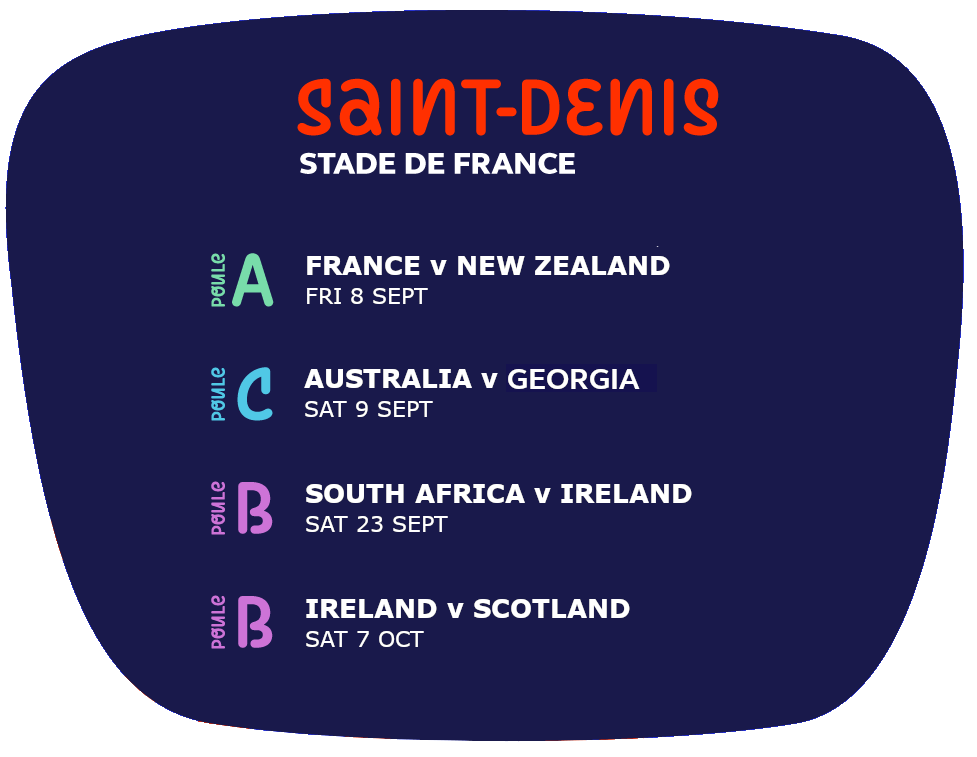 SAINT-DENIS
STADE DE FRANCE
POULE A
FRANCE v NEW ZEALAND
FRI 8 SEPT
POULE C
AUSTRALIA v GEORGIA
SAT 9 SEPT
POULE B
SOUTH AFRICA v IRELAND
SAT 23 SEPT
POULE B
IRELAND v SCOTLAND
SAT 7 OCT